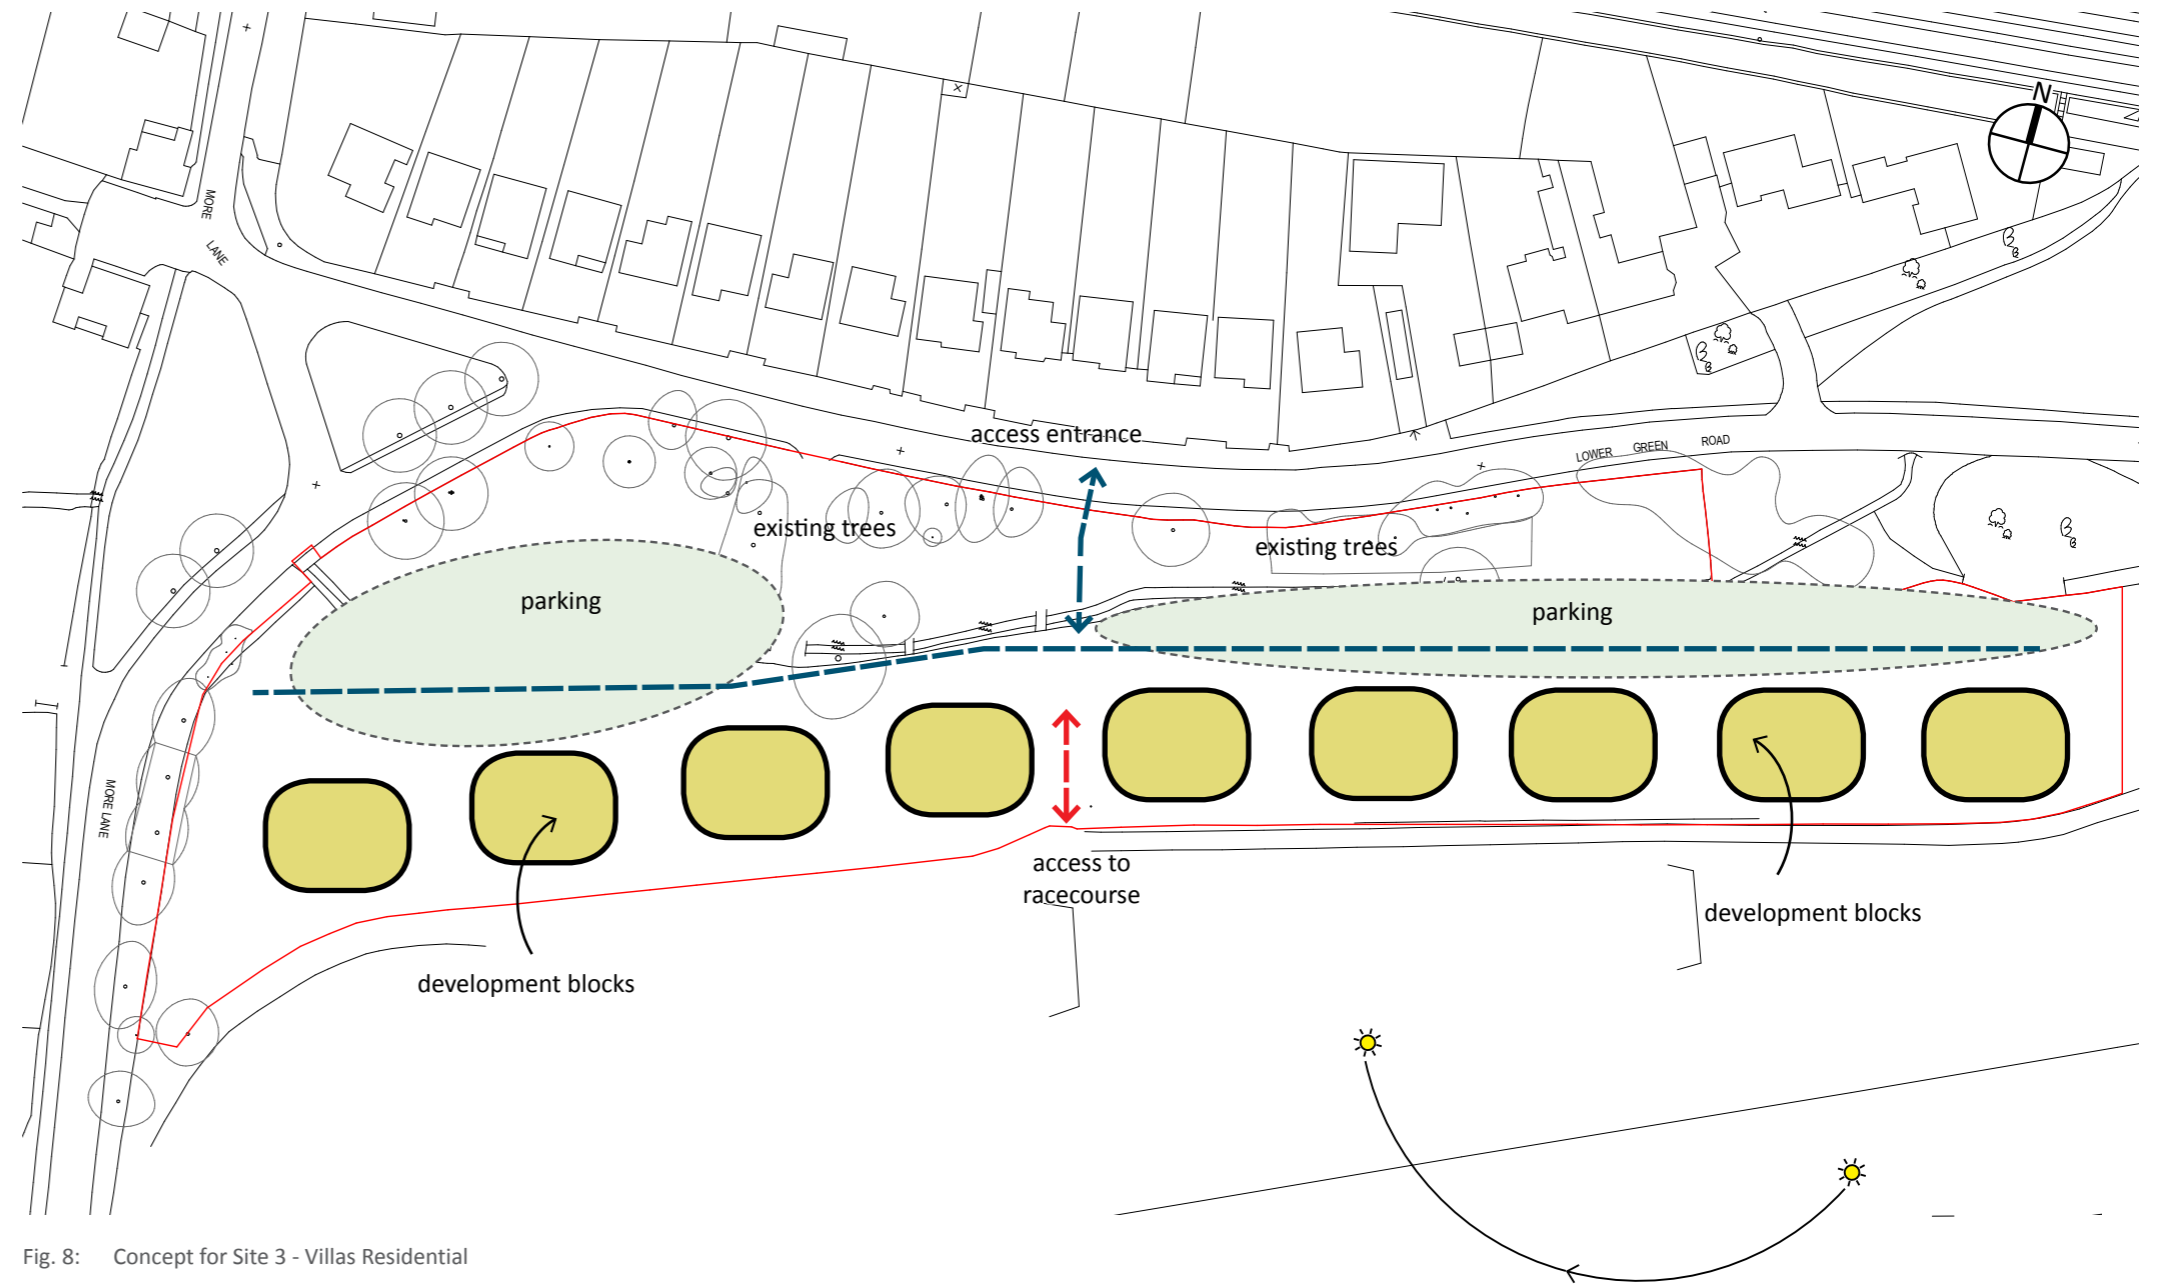 N
MORE
LANE
access entrance
LOWER GREEN ROAD
existing trees
existing trees
parking
parking
MORE LANE
access to
racecourse
development blocks
development blocks
Fig. 8: Concept for Site 3 - Villas Residential